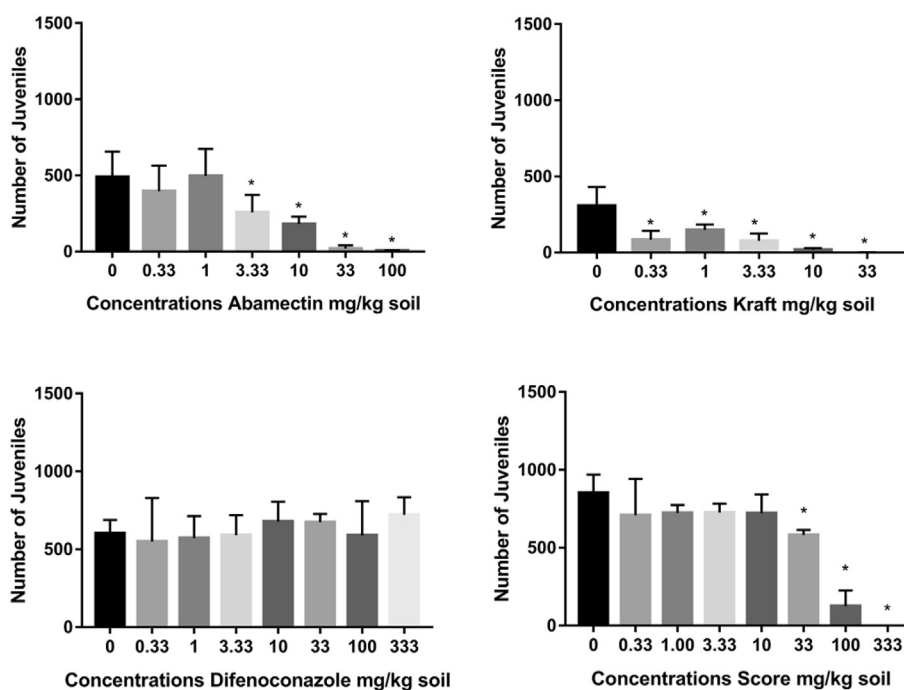 Number of Juveniles
1500
1000
500
0
* * * *
0 0.33 1 3.33 10 33 100
Concentrations Abamectin mg/kg soil
Number of Juveniles
1500
1000
500
0
* * * * *
0 0.33 1 3.33 10 33
Concentrations Kraft mg/kg soil
Number of Juveniles
1500
1000
500
0
0 0.33 1 3.33 10 33 100 333
Concentrations Difenoconazole mg/kg soil
Number of Juveniles
1500
1000
500
0
* * *
0 0.33 1.00 3.33 10 33 100 333
Concentrations Score mg/kg soil